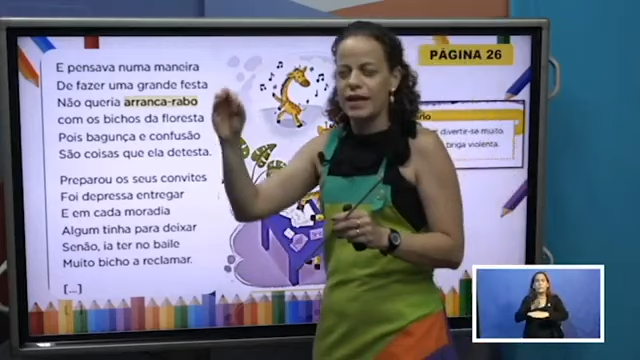 PÁGINA 26
E pensava numa maneira
De fazer uma grande festa
Não queria arranca-rabo
com os bichos da floresta
Pois bagunça e confusão
São coisas que ela detesta.
Preparou os seus convites
Foi depressa entregar
E em cada moradia
Algum tinha para deixar
Senão, ia ter no baile
Muito bicho a reclamar.
[...]
divertir-se muito,
briga violenta.